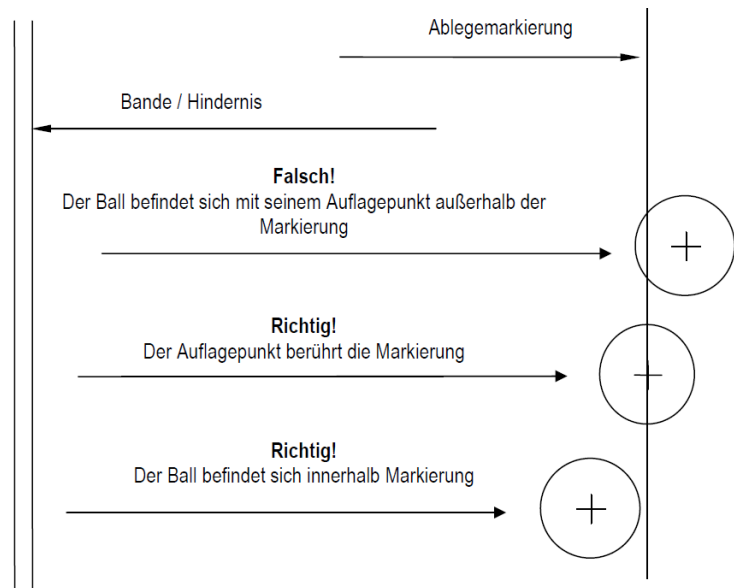 Ablegemarkierung
Bande / Hindernis
Falsch!
Der Ball befindet sich mit seinem Auflagepunkt außerhalb der
Markierung
Richtig!
Der Auflagepunkt berührt die Markierung
Richtig!
Der Ball befindet sich innerhalb Markierung